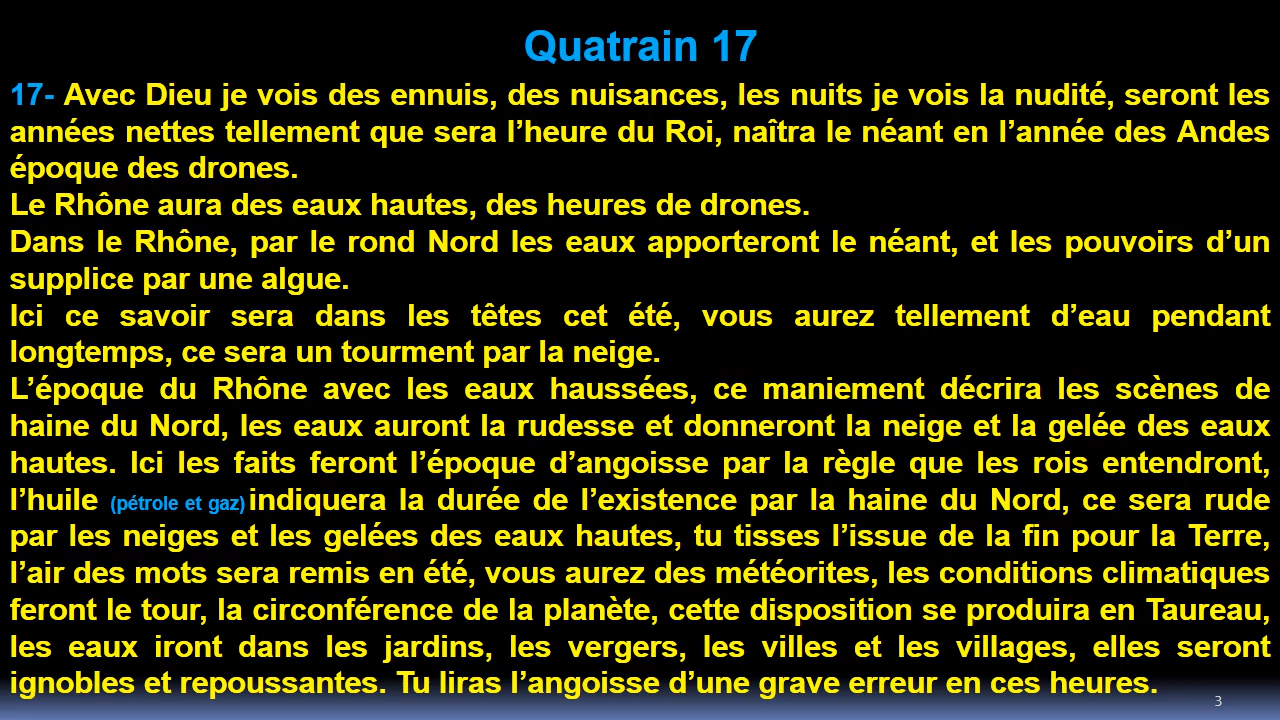 Quatrain 17
17- Avec Dieu je vois des ennuis, des nuisances, les nuits je vois la nudité, seront les
années nettes tellement que sera l’heure du Roi, naîtra le néant en l’année des Andes
époque des drones.
Le Rhône aura des eaux hautes, des heures de drones.
Dans le Rhône, par le rond Nord les eaux apporteront le néant, et les pouvoirs d’un
supplice par une algue.
Ici ce savoir sera dans les têtes cet été, vous aurez tellement d’eau pendant
longtemps, ce sera un tourment par la neige.
L’époque du Rhône avec les eaux haussées, ce maniement décrira les scènes de
haine du Nord, les eaux auront la rudesse et donneront la neige et la gelée des eaux
hautes. Ici les faits feront l’époque d’angoisse par la règle que les rois entendront,
l’huile (pétrole et gaz) indiquera la durée de l’existence par la haine du Nord, ce sera rude
par les neiges et les gelées des eaux hautes, tu tisses l’issue de la fin pour la Terre,
l’air des mots sera remis en été, vous aurez des météorites, les conditions climatiques
feront le tour, la circonférence de la planète, cette disposition se produira en Taureau,
les eaux iront dans les jardins, les vergers, les villes et les villages, elles seront
ignobles et repoussantes. Tu liras l’angoisse d’une grave erreur en ces heures.
3